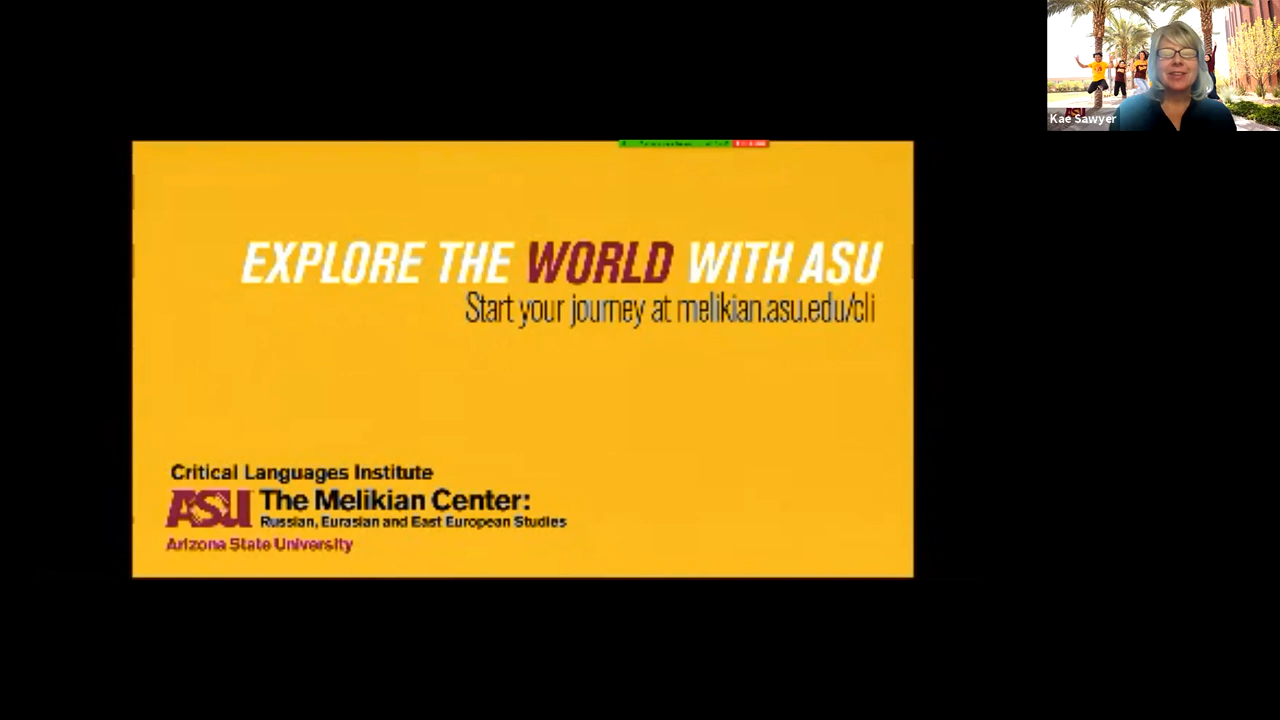 Kae Sawyer
EXPLORE THE WORLD WITH ASU
Start your journey at melikian.asu.edu/cli
Critical Languages Institute
ASU The Melikian Center:
Russian, Eurasian and East European Studies
Arizona State University